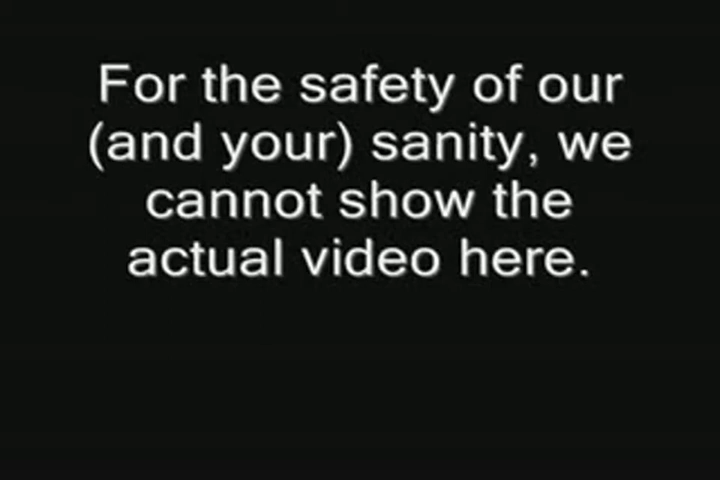 For the safety of our
(and your) sanity, we
cannot show the
actual video here.